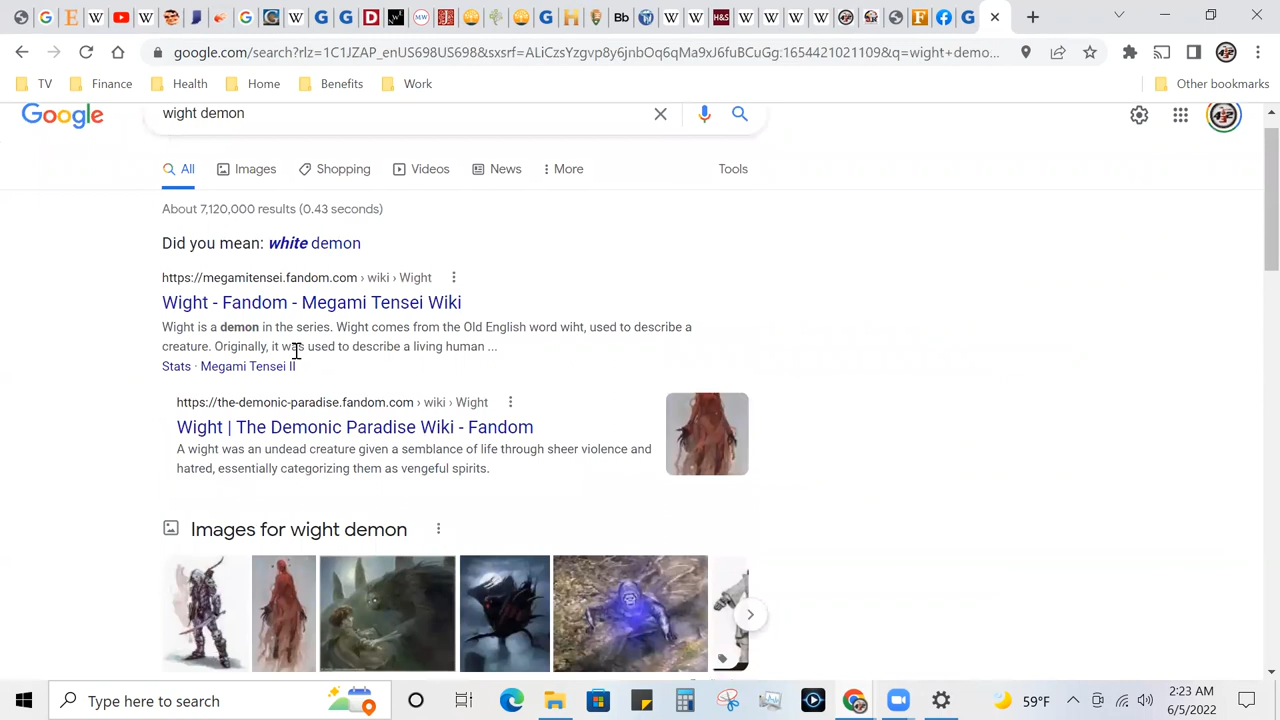 google.com/search?rlz=1C1JZAP_enUS698US698&sxsrf=ALiCzsYzgvp8y6jnbOq6qMa9xJ6fuBCuGg:1654421021109&q=wight+demo...
TV Finance Health Home Benefits Work Other bookmarks
Google wight demon
All Images Shopping Videos News More Tools
About 7,120,000 results (0.43 seconds)
Did you mean: white demon
https://megamitensei.fandom.com › wiki › Wight
Wight - Fandom - Megami Tensei Wiki
Wight is a demon in the series. Wight comes from the Old English word wiht, used to describe a
creature. Originally, it was used to describe a living human ...
Stats · Megami Tensei II
https://the-demonic-paradise.fandom.com › wiki › Wight
Wight | The Demonic Paradise Wiki - Fandom
A wight was an undead creature given a semblance of life through sheer violence and
hatred, essentially categorizing them as vengeful spirits.
Images for wight demon
Type here to search
59°F
2:23 AM
6/5/2022